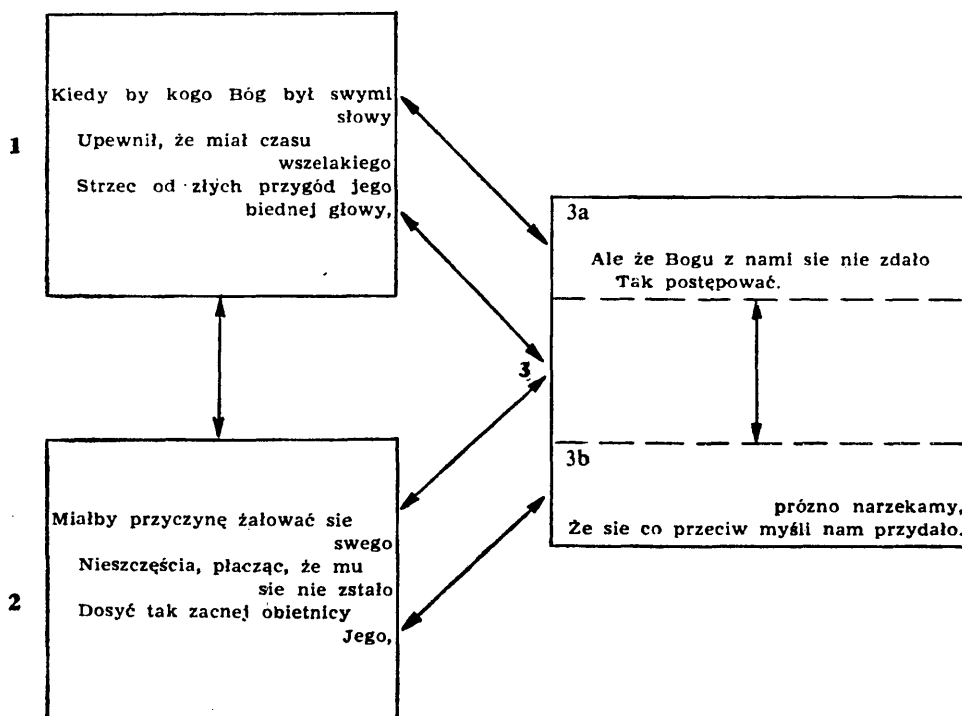 1
Kiedy by kogo Bóg był swymi
słowy
Upewnił, że miał czasu
wszelakiego
Strzec od złych przygód jego
biednej głowy,
2
Miałby przyczynę żałować sie
swego
Nieszczęścia, płacząc, że mu
sie nie zstało
Dosyć tak zacnej obietnicy
Jego,
3
3a
Ale że Bogu z nami sie nie zdało
Tak postępować.
3b
prózno narzekamy,
Że sie co przeciw myśli nam przydało.